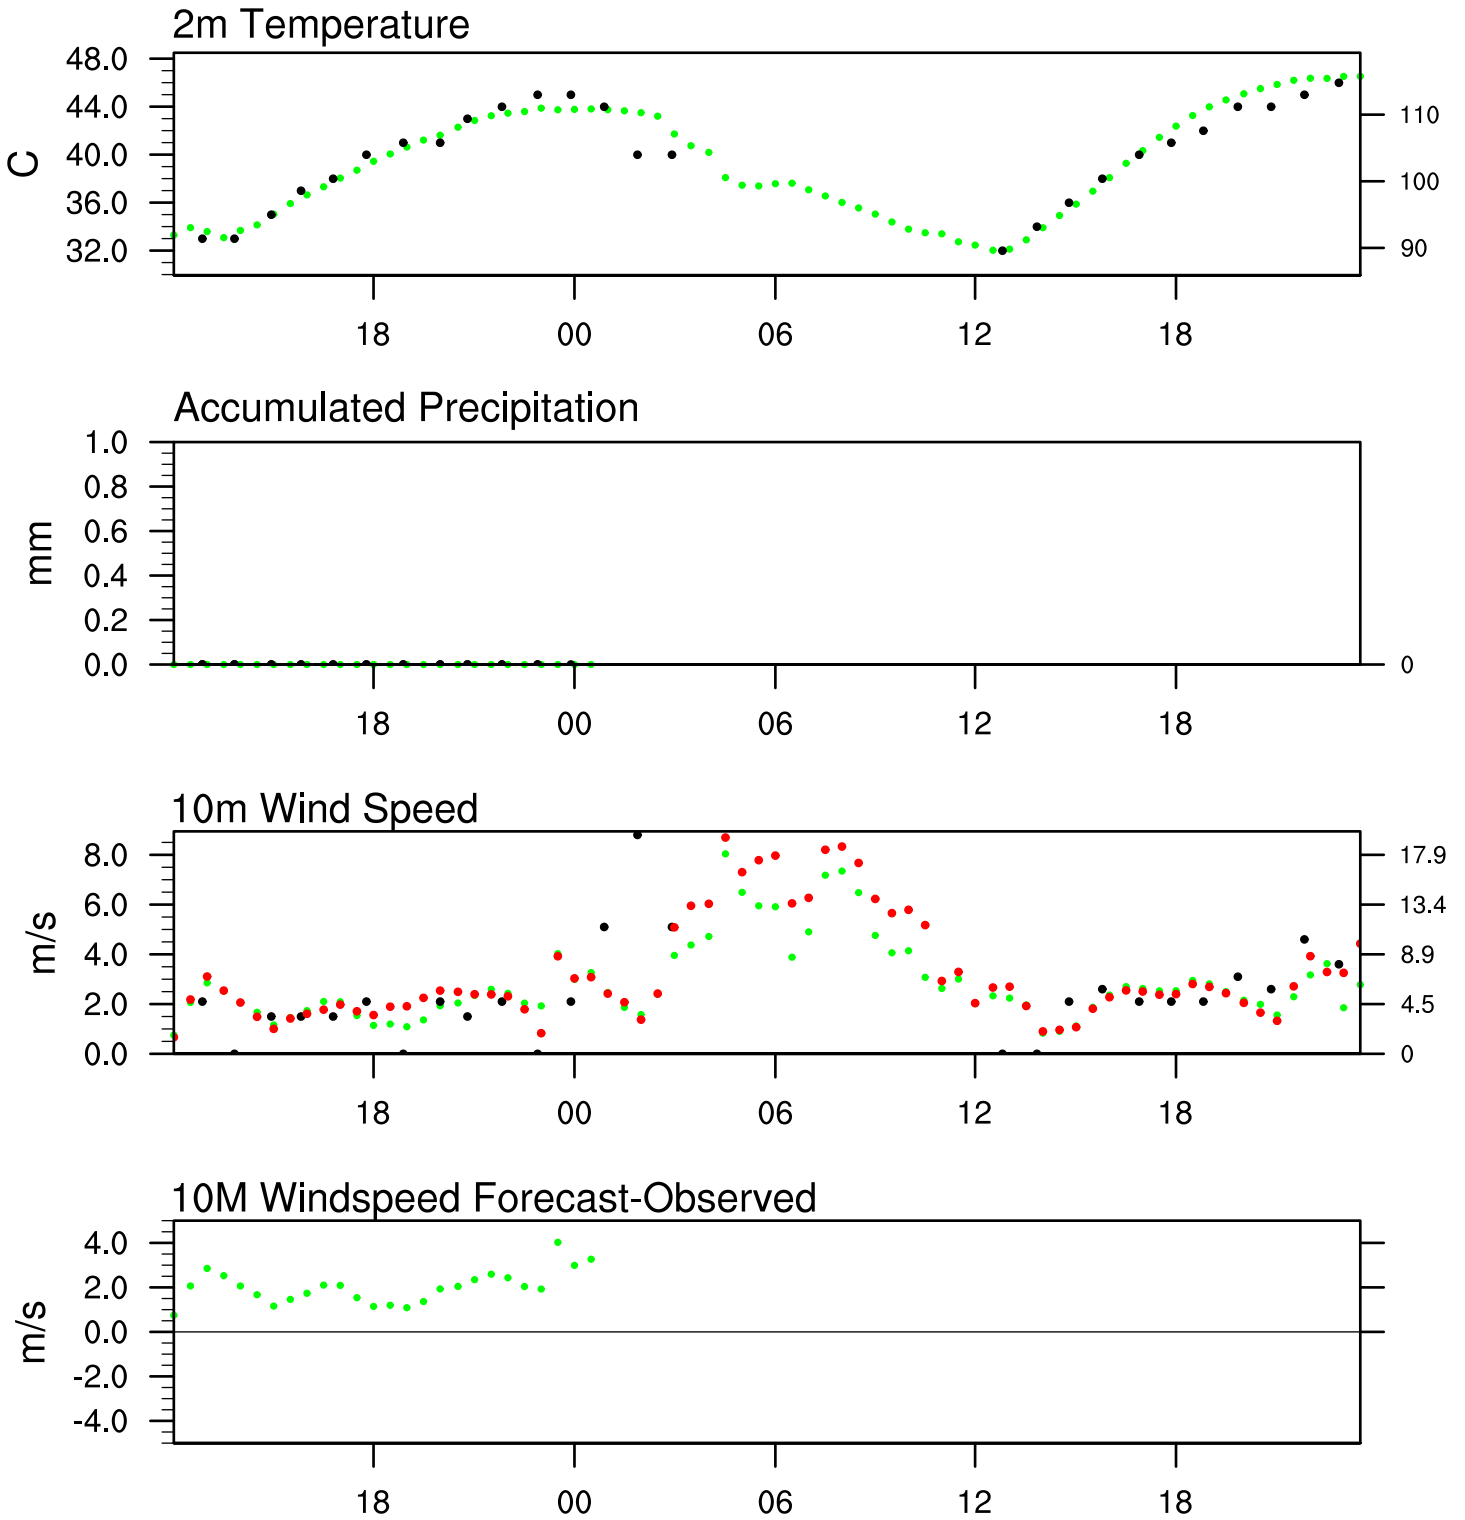 2m Temperature
48.0
44.0
40.0
36.0
32.0
C
110
100
90
18 00 06 12 18
Accumulated Precipitation
1.0
0.8
0.6
0.4
0.2
0.0
mm
0
18 00 06 12 18
10m Wind Speed
8.0
6.0
4.0
2.0
0.0
m/s
17.9
13.4
8.9
4.5
0
18 00 06 12 18
10M Windspeed Forecast-Observed
4.0
2.0
0.0
-2.0
-4.0
m/s
18 00 06 12 18